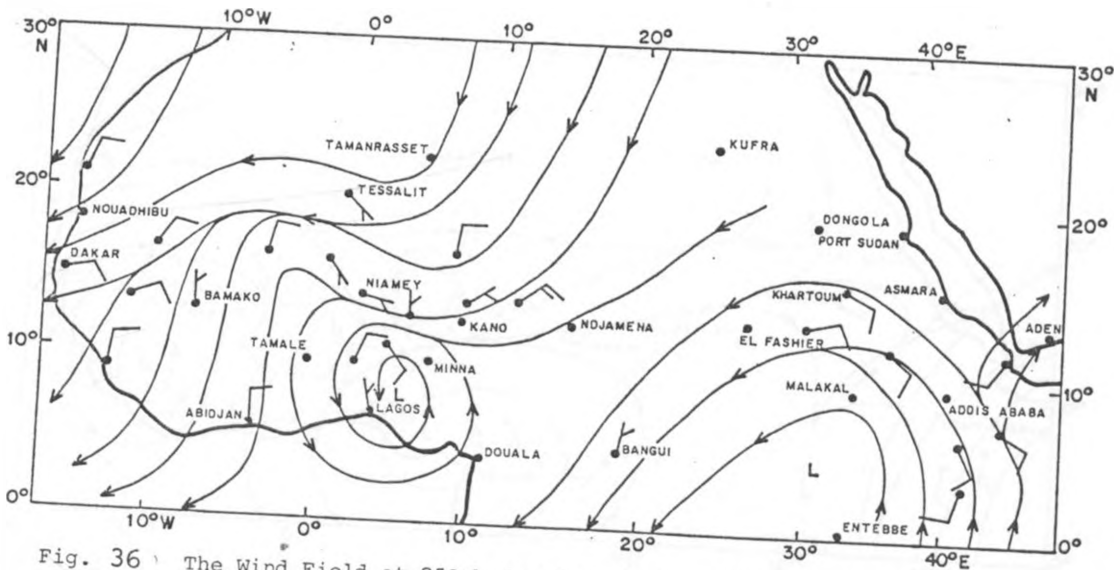 10°W 0° 10° 20° 30° 40°E
30° N
30° N
TAMANRASSET
KUFRA
20°
TESSALIT
NOUADHIBU
DONGOLA
PORT SUDAN
20°
DAKAR
NIAMEY
KHARTOUM
ASMARA
BAMAKO
KANO
NDJAMENA
ADEN
10°
TAMALE
MINNA
EL FASHIER
10°
L
MALAKAL
ADDIS ABABA
ABIDJAN
LAGOS
BANGUI
DOUALA
L
0°
ENTEBBE
0°
10°W 0° 10° 20° 30° 40°E
Fig. 36 The Wind Field at